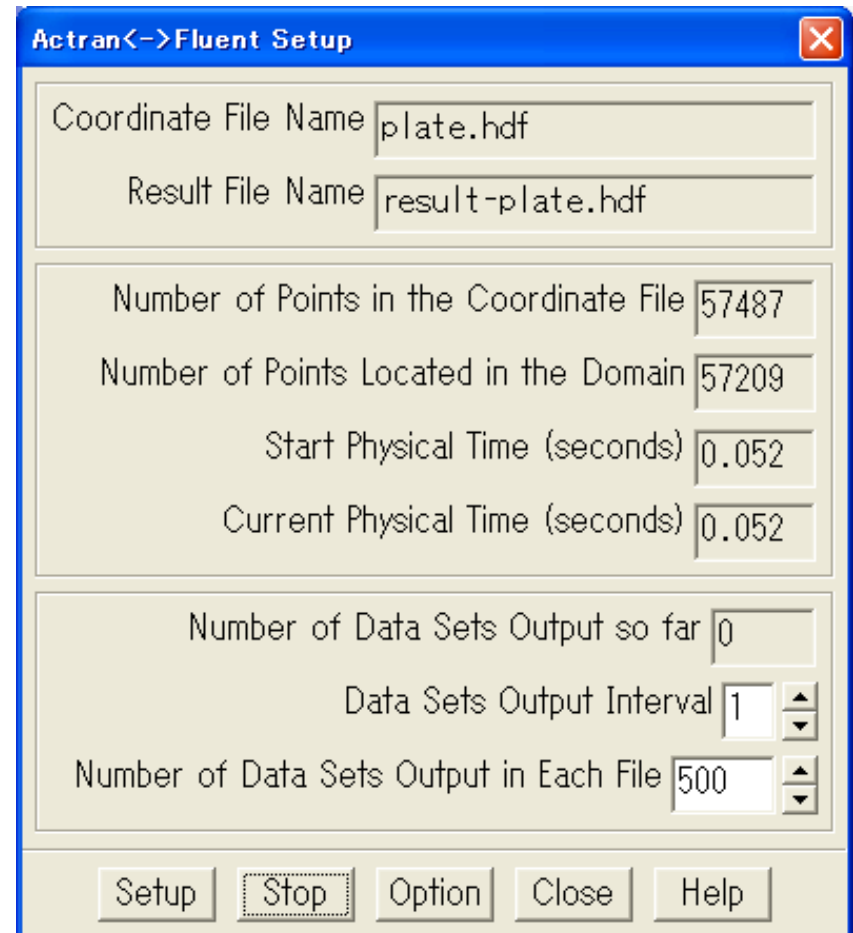 Actran<->Fluent Setup
Coordinate File Name plate.hdf
Result File Name result-plate.hdf
Number of Points in the Coordinate File 57487
Number of Points Located in the Domain 57209
Start Physical Time (seconds) 0.052
Current Physical Time (seconds) 0.052
Number of Data Sets Output so far 0
Data Sets Output Interval 1
Number of Data Sets Output in Each File 500
Setup Stop Option Close Help